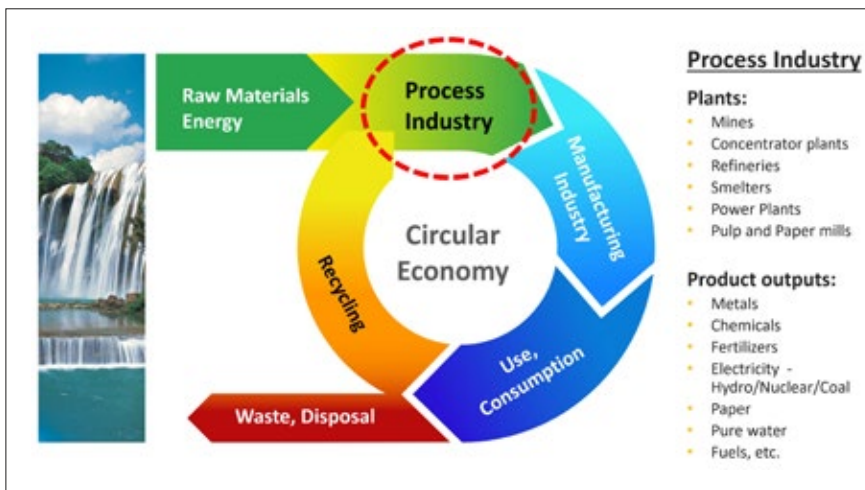 Raw Materials
Energy
Process
Industry
Manufacturing
Industry
Circular
Economy
Recycling
Use,
Consumption
Waste, Disposal
Process Industry
Plants:
• Mines
• Concentrator plants
• Refineries
• Smelters
• Power Plants
• Pulp and Paper mills
Product outputs:
• Metals
• Chemicals
• Fertilizers
• Electricity -
Hydro/Nuclear/Coal
• Paper
• Pure water
• Fuels, etc.